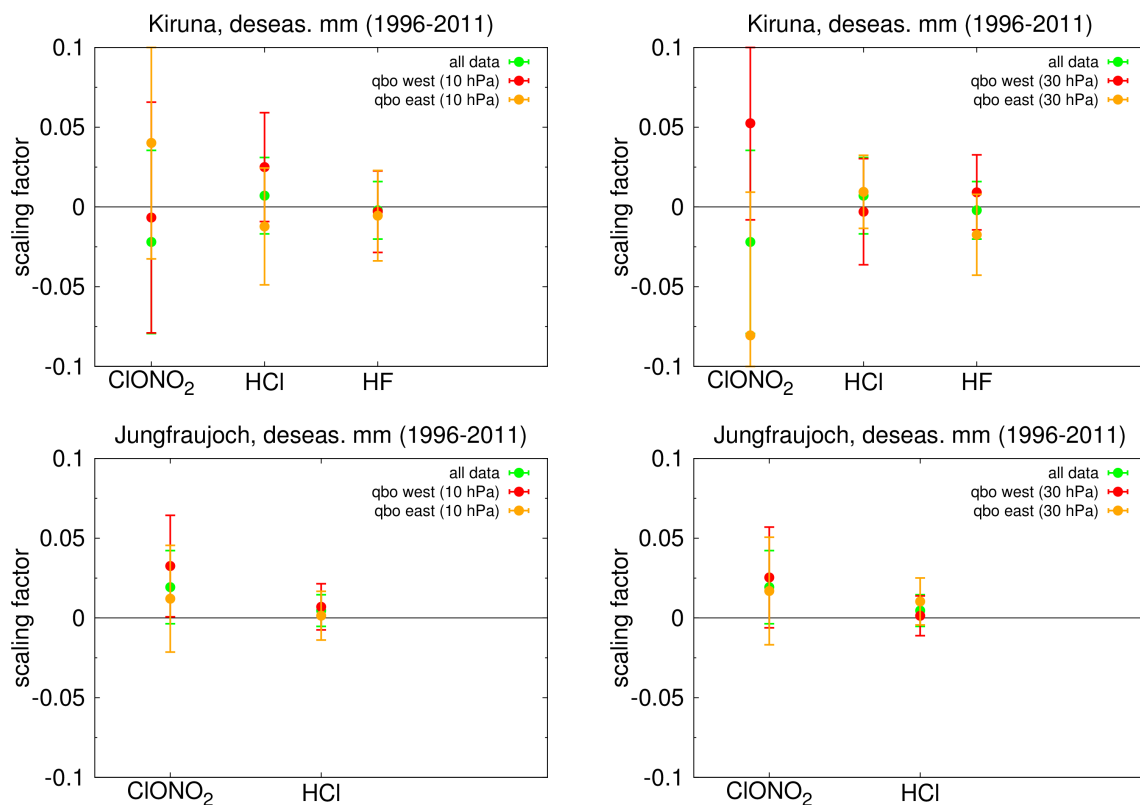 Kiruna, deseas. mm (1996-2011)
scaling factor
0.1
0.05
0
-0.05
-0.1
all data
qbo west (10 hPa)
qbo east (10 hPa)
ClONO2 HCl HF
Kiruna, deseas. mm (1996-2011)
scaling factor
0.1
0.05
0
-0.05
-0.1
all data
qbo west (30 hPa)
qbo east (30 hPa)
ClONO2 HCl HF
Jungfraujoch, deseas. mm (1996-2011)
scaling factor
0.1
0.05
0
-0.05
-0.1
all data
qbo west (10 hPa)
qbo east (10 hPa)
ClONO2 HCl
Jungfraujoch, deseas. mm (1996-2011)
scaling factor
0.1
0.05
0
-0.05
-0.1
all data
qbo west (30 hPa)
qbo east (30 hPa)
ClONO2 HCl